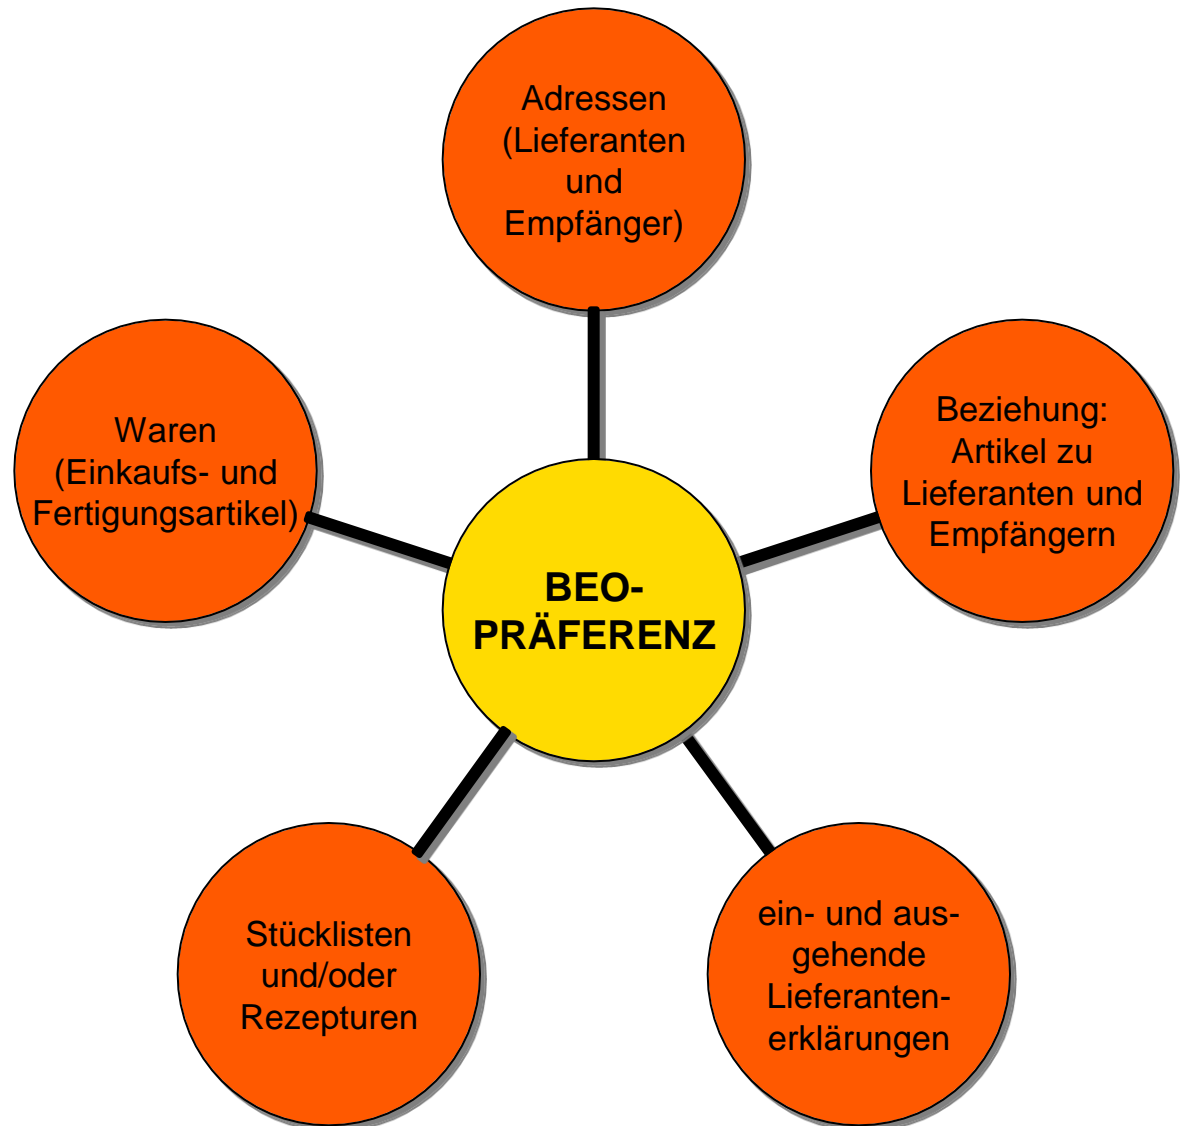 Adressen
(Lieferanten
und
Empfänger)
Waren
(Einkaufs- und
Fertigungsartikel)
Beziehung:
Artikel zu
Lieferanten und
Empfängern
BEO-
PRÄFERENZ
Stücklisten
und/oder
Rezepturen
ein- und aus-
gehende
Lieferanten-
erklärungen